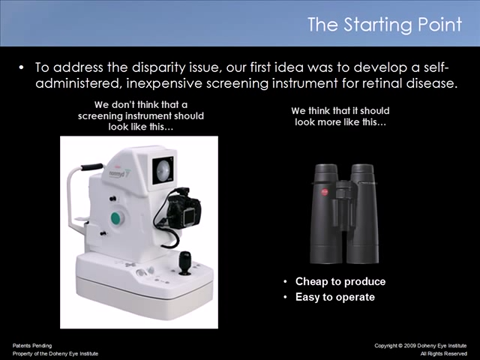 The Starting Point
• To address the disparity issue, our first idea was to develop a self-
administered, inexpensive screening instrument for retinal disease.
We don't think that a
screening instrument should
look like this…
We think that it should
look more like this…
• Cheap to produce
• Easy to operate
Patents Pending
Property of the Doheny Eye Institute
Copyright © 2009 Doheny Eye Institute
All Rights Reserved